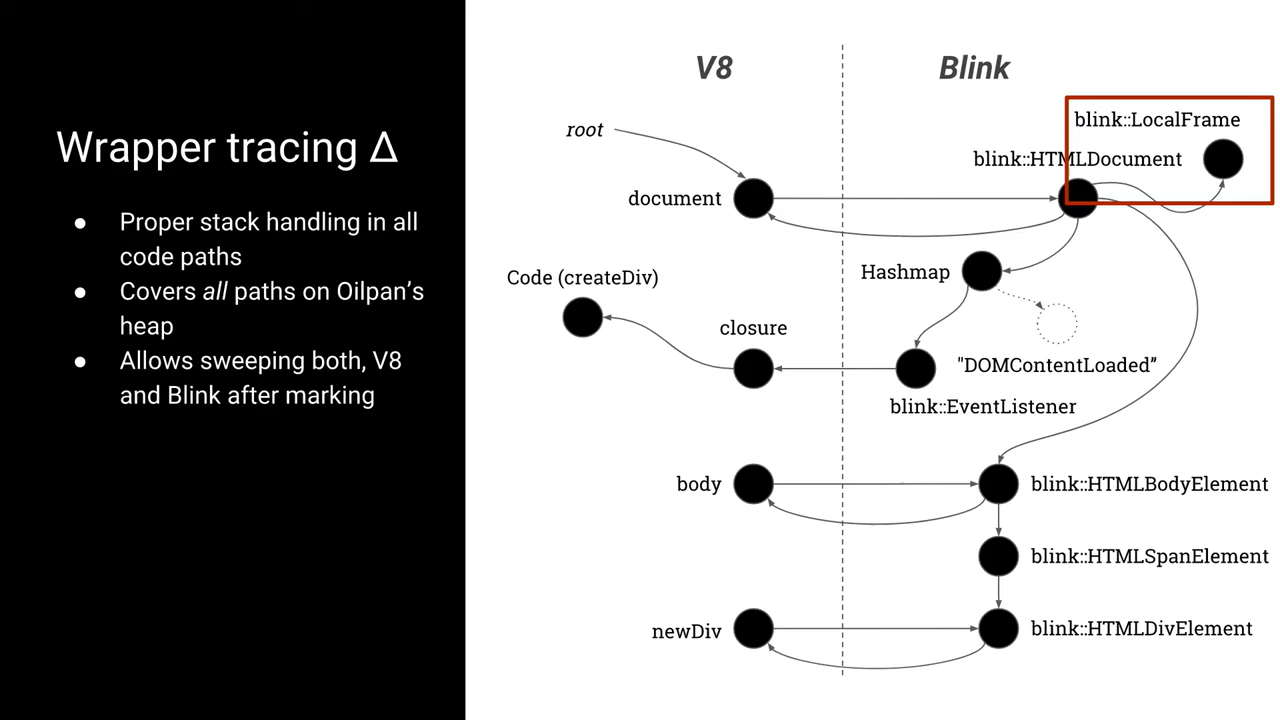 Wrapper tracing Δ
● Proper stack handling in all
code paths
● Covers all paths on Oilpan’s
heap
● Allows sweeping both, V8
and Blink after marking
V8
Blink
root
blink::LocalFrame
blink::HTMLDocument
document
Hashmap
Code (createDiv)
closure
"DOMContentLoaded”
blink::EventListener
body
blink::HTMLBodyElement
blink::HTMLSpanElement
newDiv
blink::HTMLDivElement